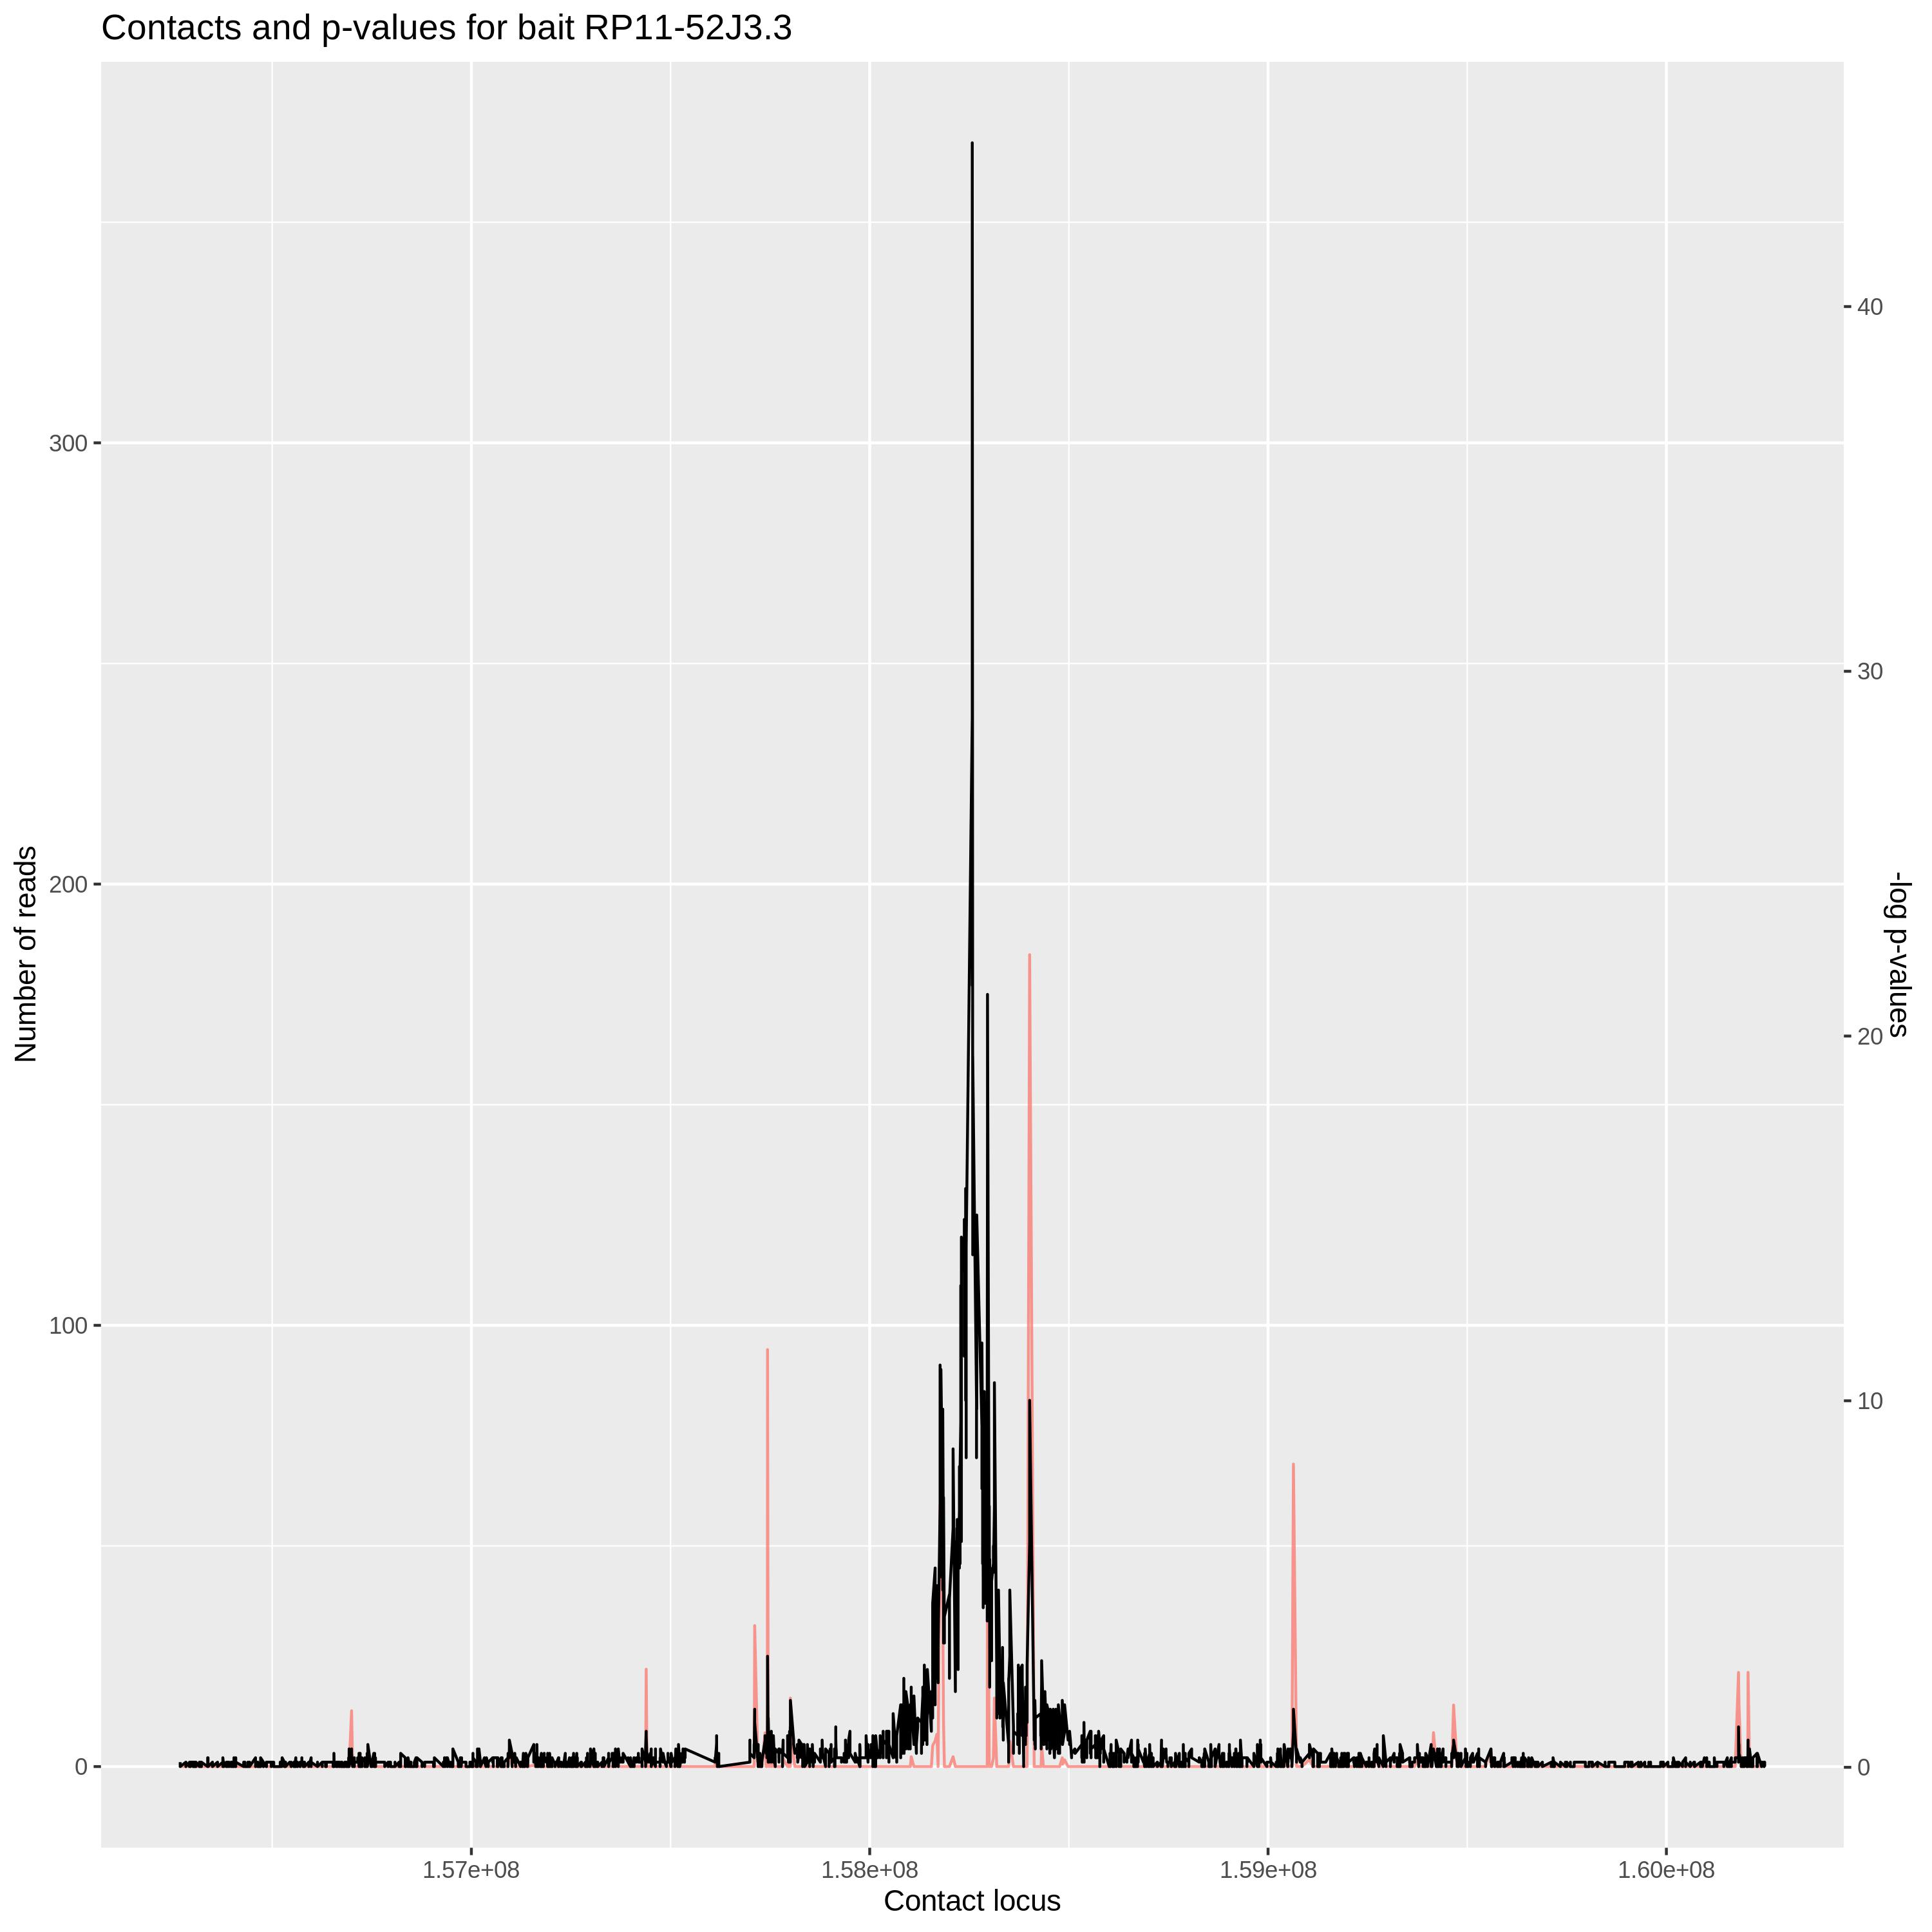 Contacts and p-values for bait RP11-52J3.3
Number of reads
300
200
100
0
40
30
20
10
0
-log p-values
1.57e+08 1.58e+08 1.59e+08 1.60e+08
Contact locus